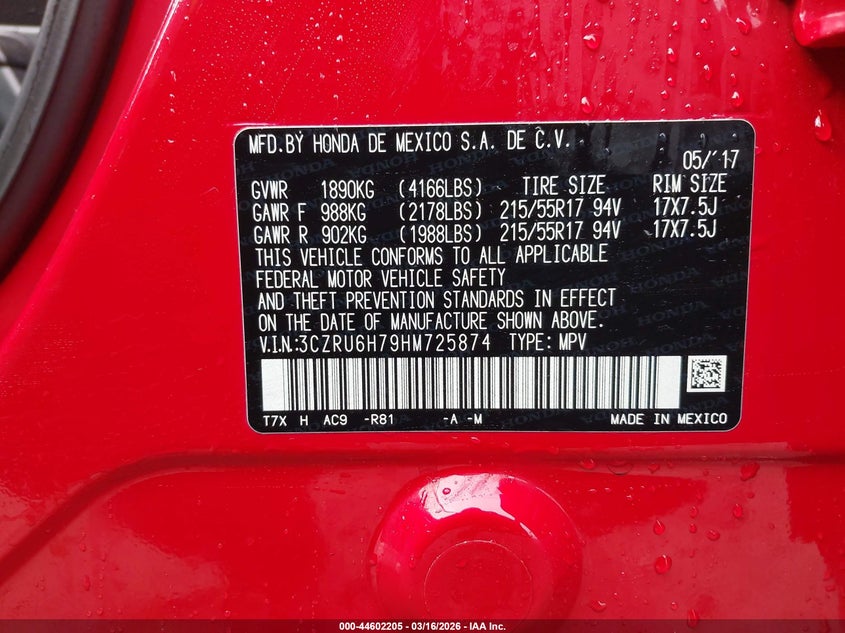 MFD.BY HONDA DE MEXICO S.A. DE C.V.
05/'17
GVWR 1890KG (4166LBS) TIRE SIZE RIM SIZE
GAWR F 988KG (2178LBS) 215/55R17 94V 17X7.5J
GAWR R 902KG (1988LBS) 215/55R17 94V 17X7.5J
THIS VEHICLE CONFORMS TO ALL APPLICABLE
FEDERAL MOTOR VEHICLE SAFETY
AND THEFT PREVENTION STANDARDS IN EFFECT
ON THE DATE OF MANUFACTURE SHOWN ABOVE.
V.I.N.:3CZRU6H79HM725874 TYPE: MPV
T7X H AC9 -R81 -A -M MADE IN MEXICO
000-44602205 - 03/16/2026 - IAA Inc.